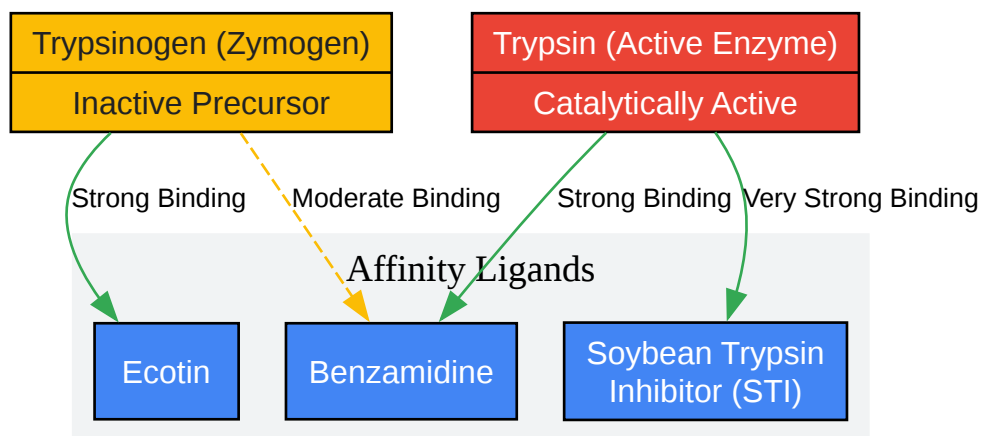 Trypsinogen (Zymogen)
Inactive Precursor
Trypsin (Active Enzyme)
Catalytically Active
Strong Binding
Moderate Binding
Strong Binding
Very Strong Binding
Affinity Ligands
Ecotin
Benzamidine
Soybean Trypsin
Inhibitor (STI)